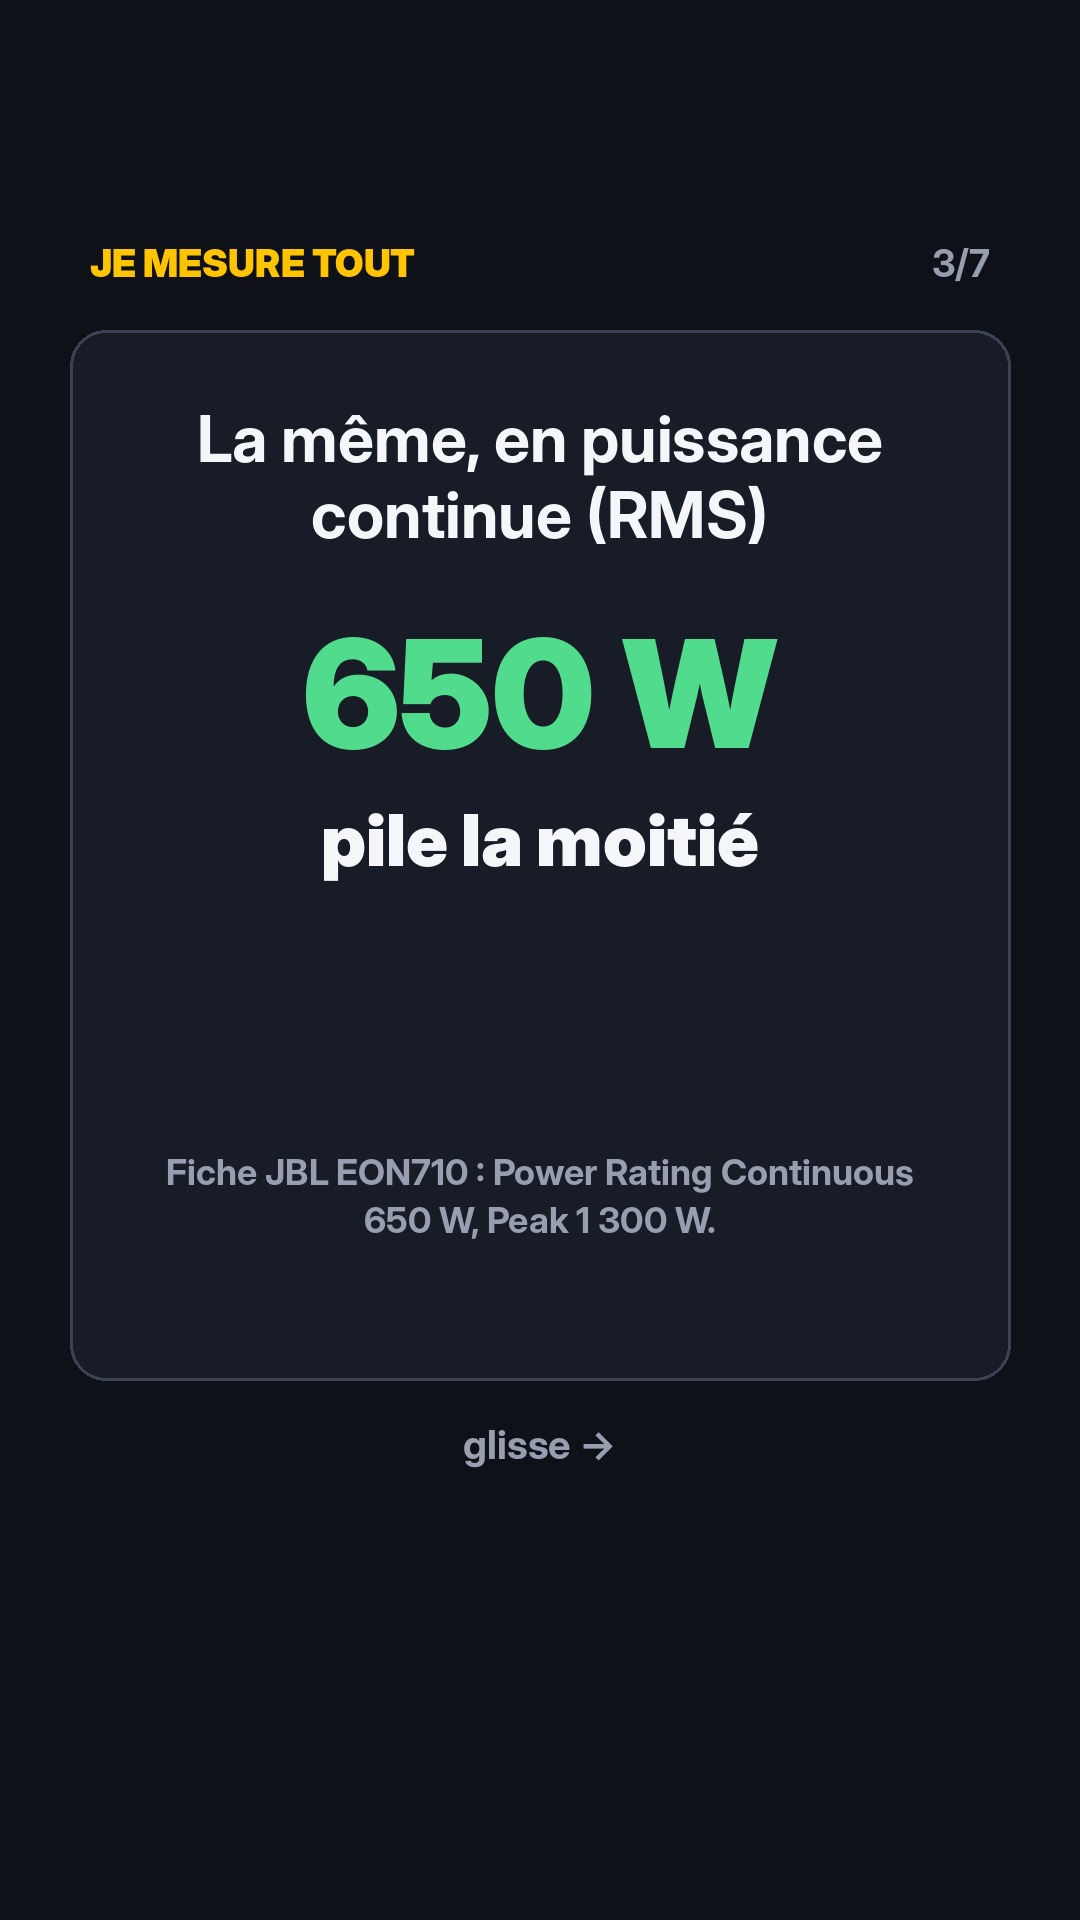 JE MESURE TOUT
3/7
La même, en puissance
continue (RMS)
650 W
pile la moitié
Fiche JBL EON710 : Power Rating Continuous
650 W, Peak 1 300 W.
glisse →